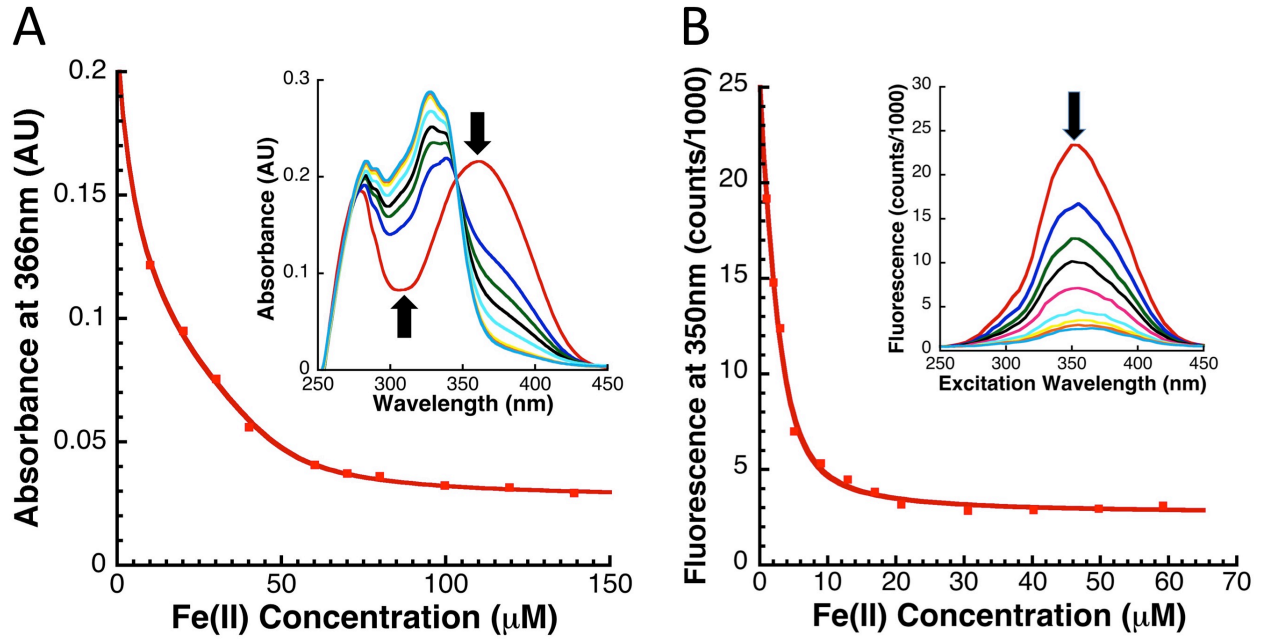 A
Absorbance at 366nm (AU)
0.2
0.15
0.1
0.05
0
0 50 100 150
Fe(II) Concentration (μM)
Absorbance (AU)
0.3
0.2
0.1
0
250 300 350 400 450
Wavelength (nm)
B
Fluorescence at 350nm (counts/1000)
25
20
15
10
5
0
0 10 20 30 40 50 60 70
Fe(II) Concentration (μM)
Fluorescence (counts/1000)
30
25
20
15
10
5
0
250 300 350 400 450
Excitation Wavelength (nm)